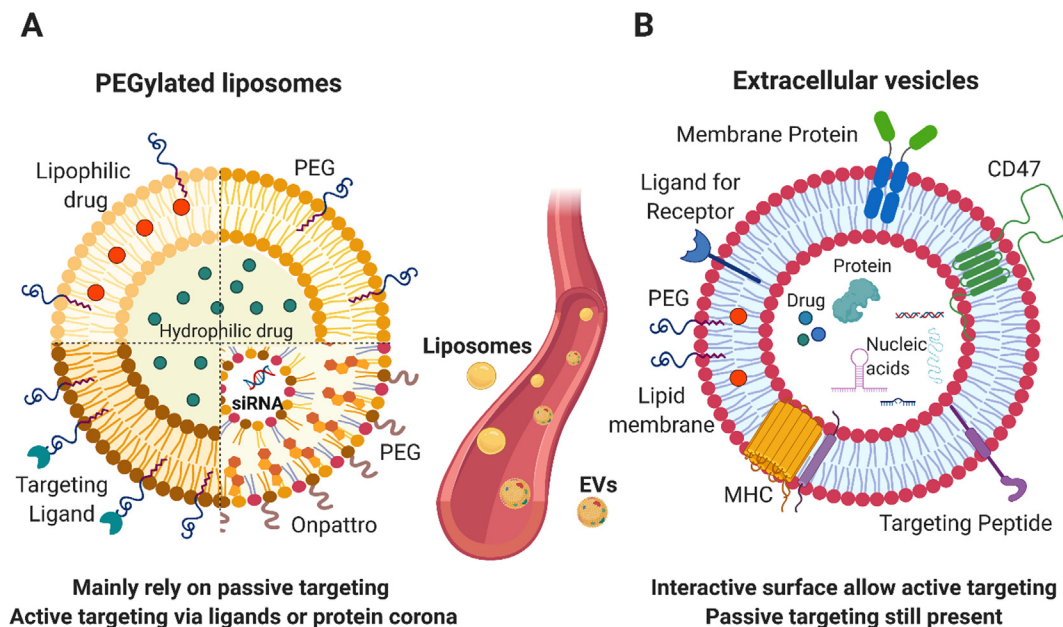 A
PEGylated liposomes
Lipophilic
drug
PEG
Hydrophilic drug
siRNA
PEG
Targeting
Ligand
Onpattro
Mainly rely on passive targeting
Active targeting via ligands or protein corona
Liposomes
EVs
B
Extracellular vesicles
Membrane Protein
CD47
Ligand for
Receptor
Protein
PEG
Drug
Nucleic
acids
Lipid
membrane
MHC
Targeting Peptide
Interactive surface allow active targeting
Passive targeting still present